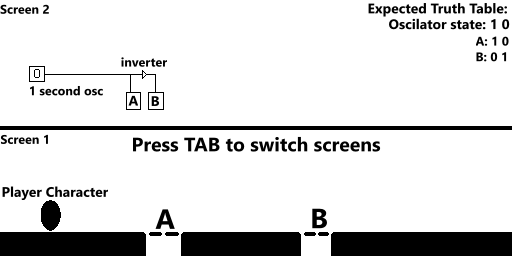 Screen 2
Expected Truth Table:
Oscilator state: 1 0
A: 1 0
B: 0 1
inverter
0
1 second osc
A B
Screen 1
Press TAB to switch screens
Player Character
A B